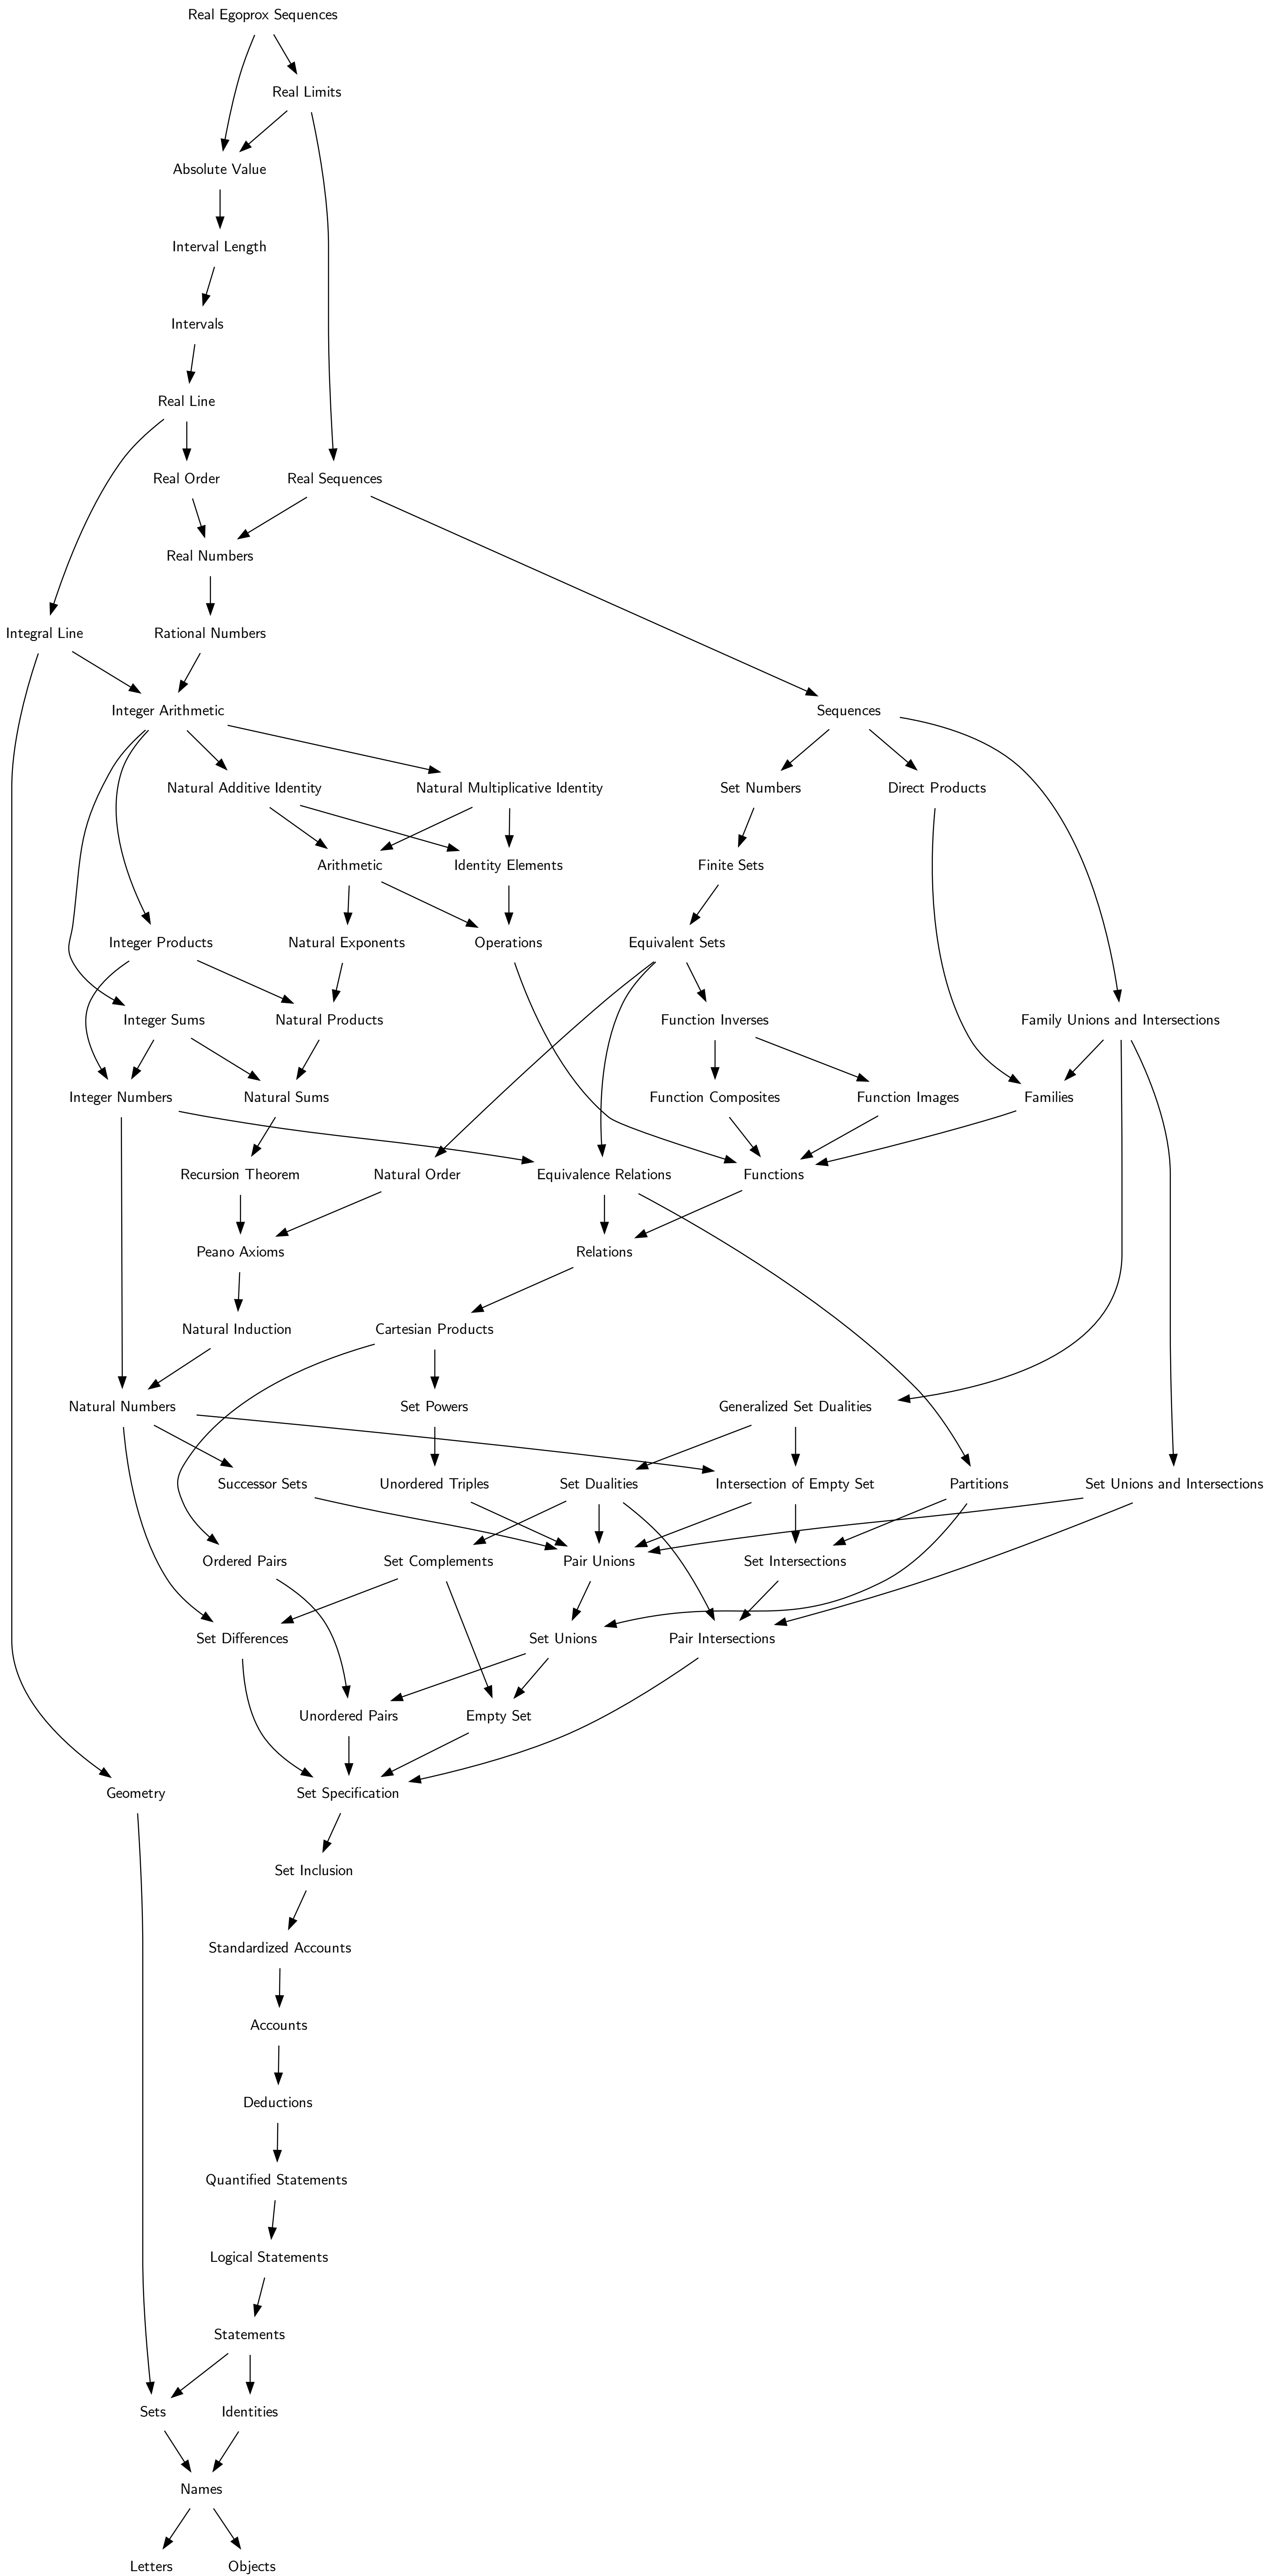 Real Egoprox Sequences
Real Limits
Absolute Value
Interval Length
Intervals
Real Line
Real Order
Real Sequences
Real Numbers
Integral Line
Rational Numbers
Integer Arithmetic
Sequences
Natural Additive Identity
Natural Multiplicative Identity
Set Numbers
Direct Products
Arithmetic
Identity Elements
Finite Sets
Integer Products
Natural Exponents
Operations
Equivalent Sets
Integer Sums
Natural Products
Function Inverses
Family Unions and Intersections
Integer Numbers
Natural Sums
Function Composites
Function Images
Families
Recursion Theorem
Natural Order
Equivalence Relations
Functions
Peano Axioms
Relations
Natural Induction
Cartesian Products
Natural Numbers
Set Powers
Generalized Set Dualities
Successor Sets
Unordered Triples
Set Dualities
Intersection of Empty Set
Partitions
Set Unions and Intersections
Ordered Pairs
Set Complements
Pair Unions
Set Intersections
Set Differences
Set Unions
Pair Intersections
Unordered Pairs
Empty Set
Geometry
Set Specification
Set Inclusion
Standardized Accounts
Accounts
Deductions
Quantified Statements
Logical Statements
Statements
Sets
Identities
Names
Letters
Objects